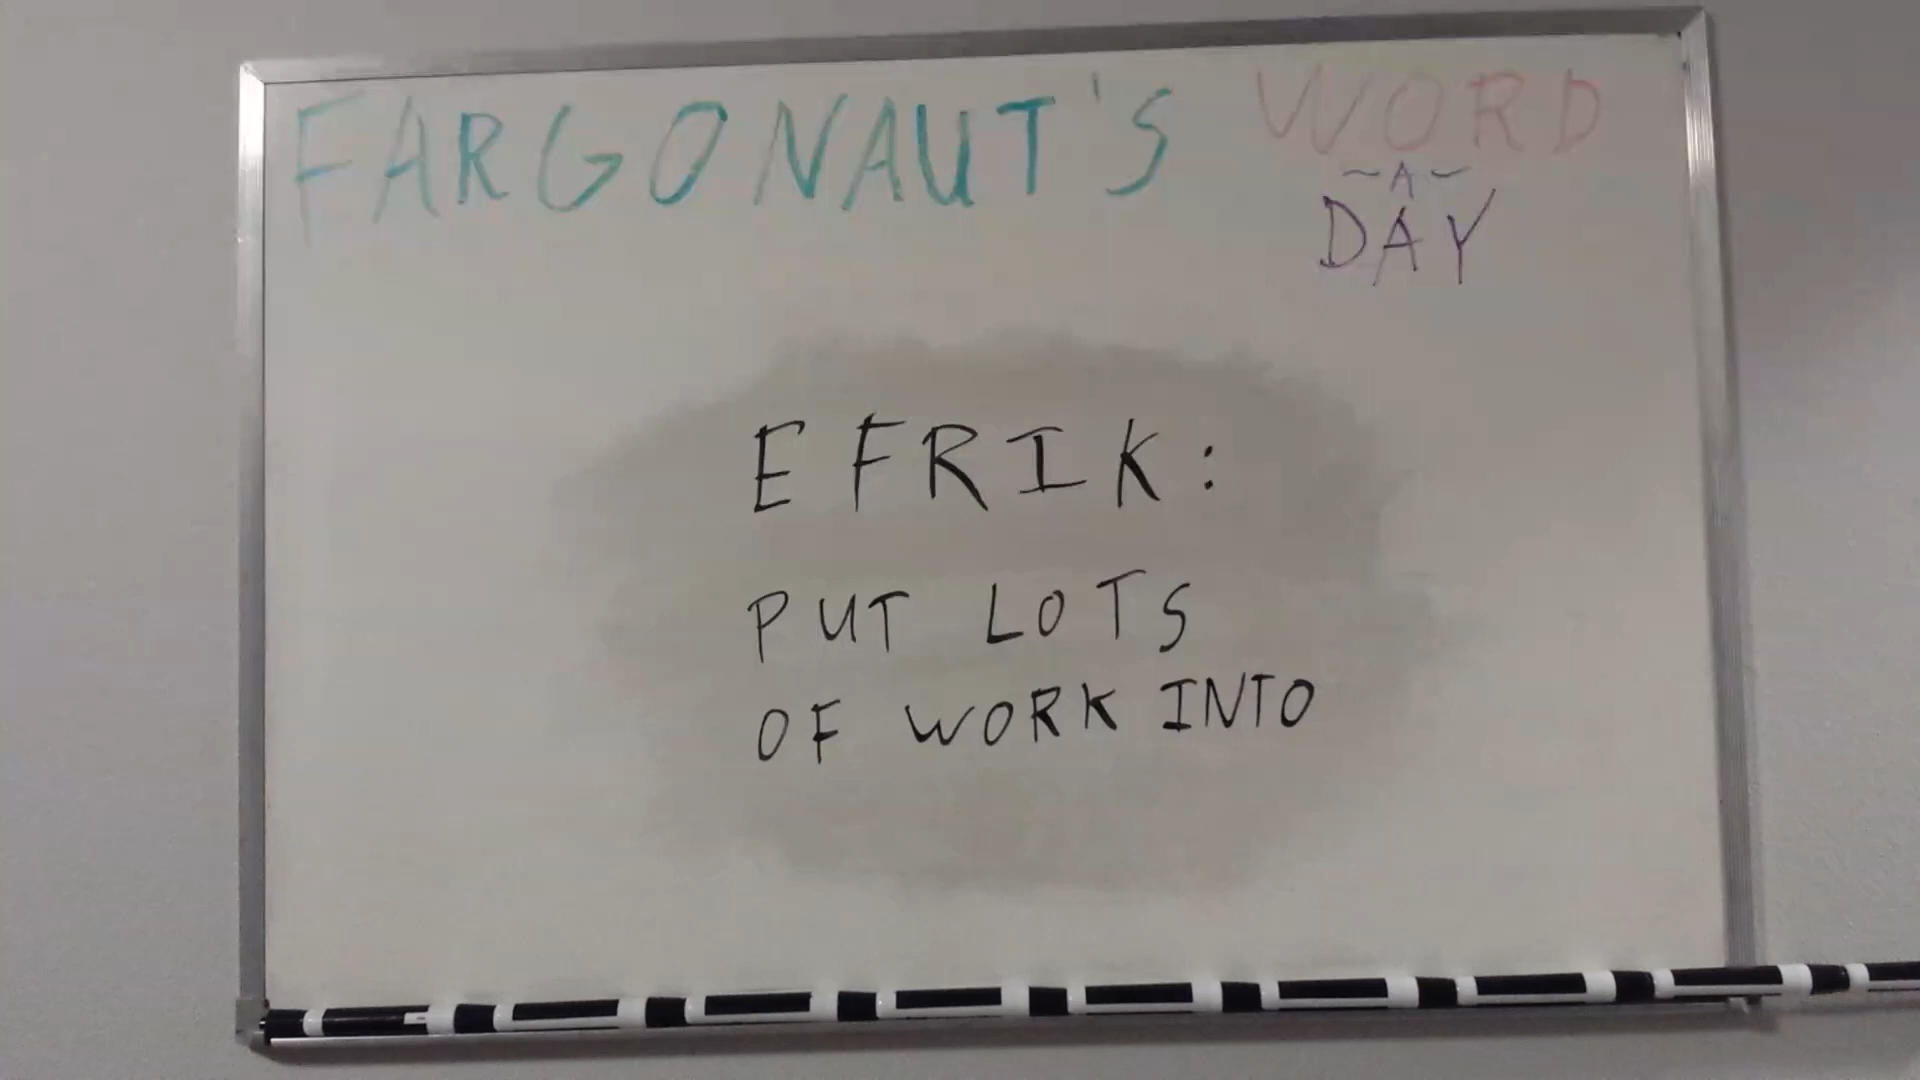 FARGONAUT'S WORD
~A~
DAY
EFRIK:
PUT LOTS
OF WORK INTO